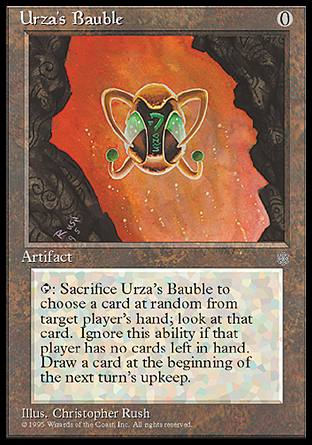 Urza's Bauble 0
Artifact
: Sacrifice Urza's Bauble to
choose a card at random from
target player's hand; look at that
card. Ignore this ability if that
player has no cards left in hand.
Draw a card at the beginning of
the next turn's upkeep.
Illus. Christopher Rush
© 1995 Wizards of the Coast, Inc. All rights reserved.